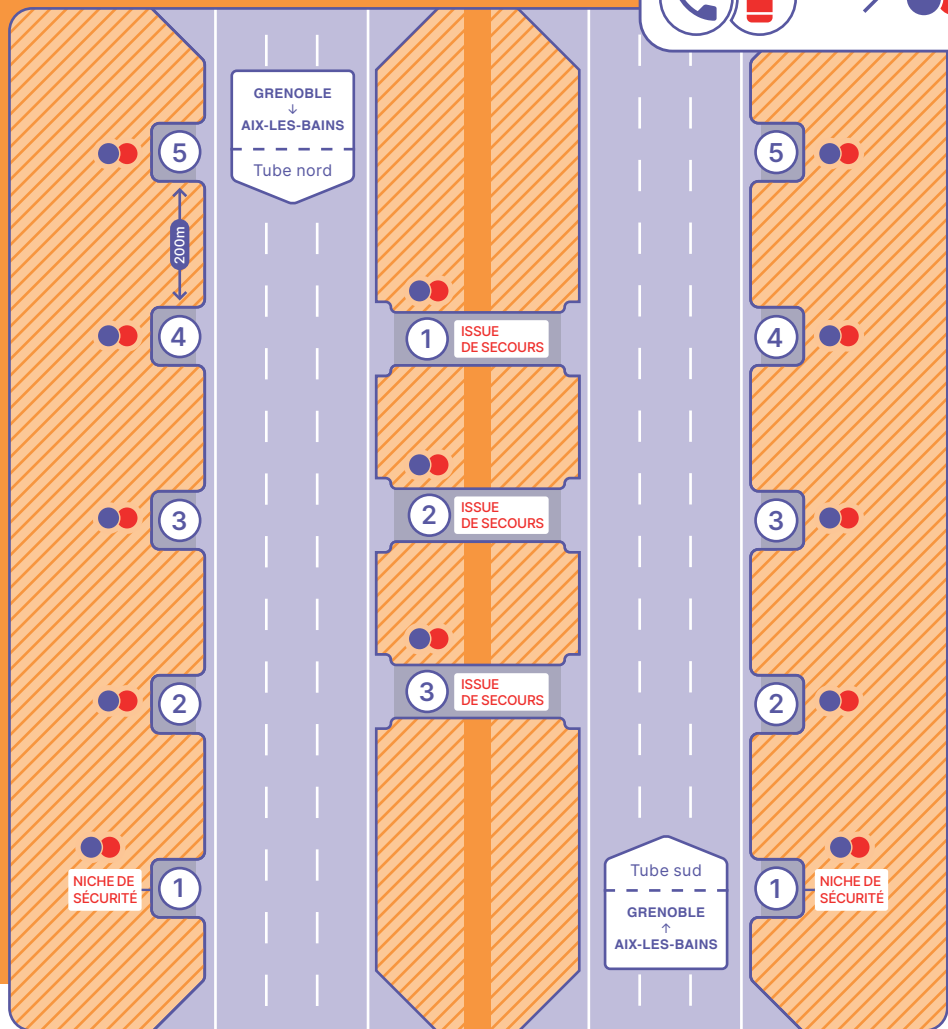 GRENOBLE
↓
AIX-LES-BAINS
Tube nord
5
5
200m
4
1
ISSUE
DE SECOURS
4
3
2
ISSUE
DE SECOURS
3
2
3
ISSUE
DE SECOURS
2
NICHE DE
SÉCURITÉ
1
Tube sud
GRENOBLE
↑
AIX-LES-BAINS
1
NICHE DE
SÉCURITÉ